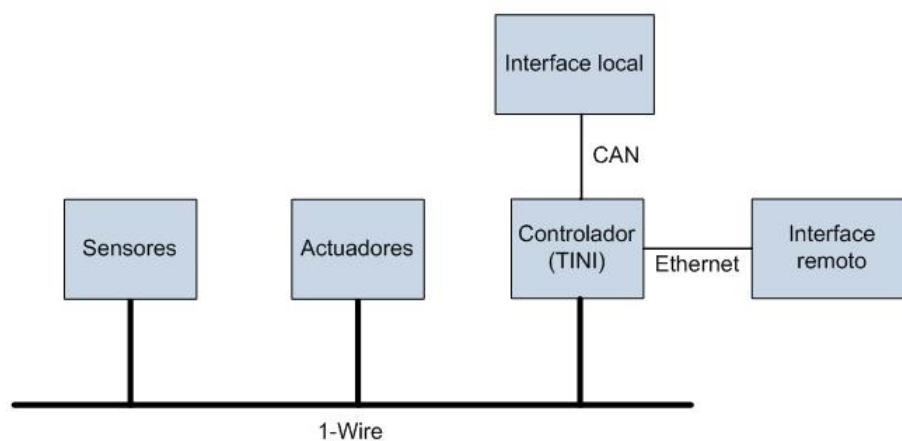 Interface local
CAN
Sensores
Actuadores
Controlador
(TINI)
Ethernet
Interface
remoto
1-Wire